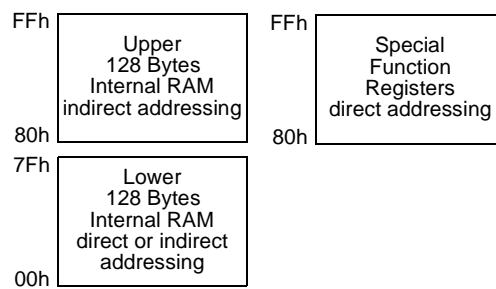 FFh
Upper
128 Bytes
Internal RAM
indirect addressing
80h
FFh
Special
Function
Registers
direct addressing
80h
7Fh
Lower
128 Bytes
Internal RAM
direct or indirect
addressing
00h